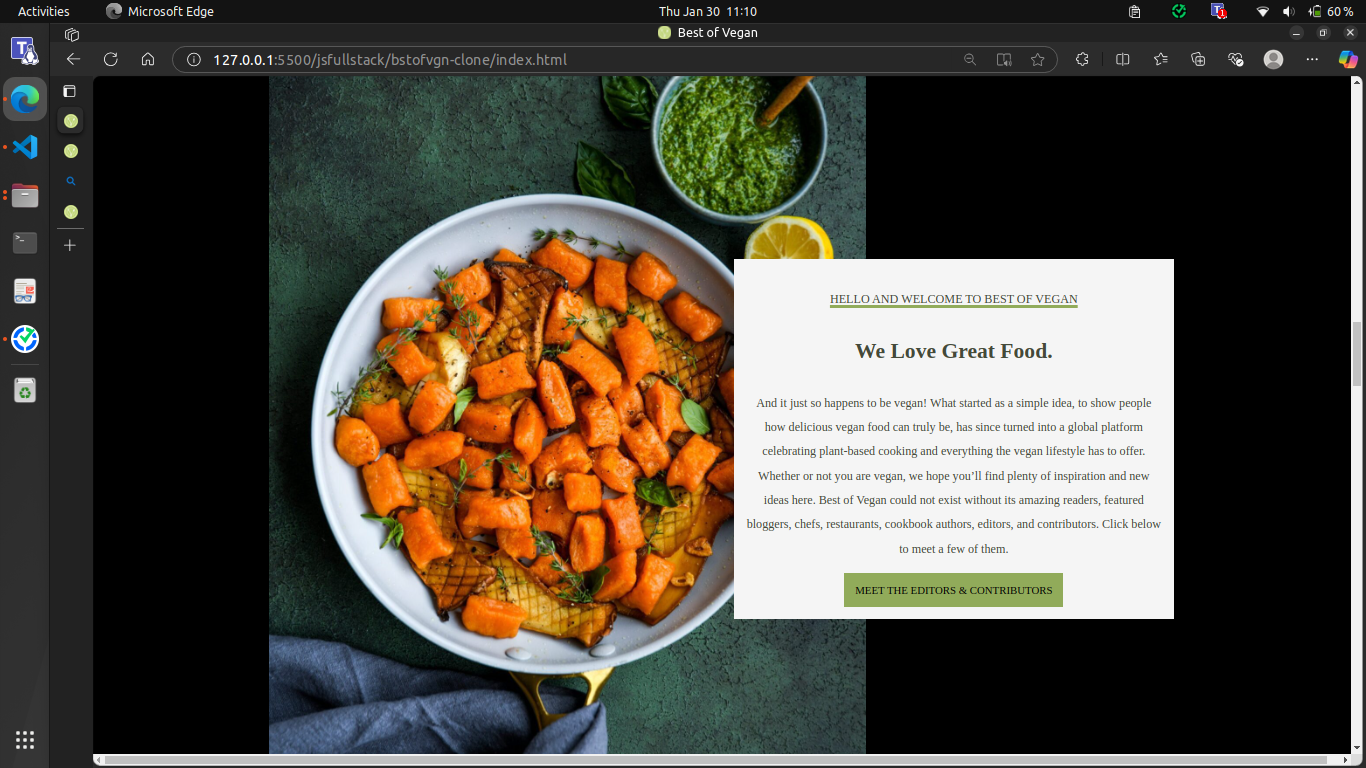 Activities
Microsoft Edge
Thu Jan 30 11:10
1
60 %
Best of Vegan
127.0.0.1:5500/jsfullstack/bstofvgn-clone/index.html
HELLO AND WELCOME TO BEST OF VEGAN
We Love Great Food.
And it just so happens to be vegan! What started as a simple idea, to show people
how delicious vegan food can truly be, has since turned into a global platform
celebrating plant-based cooking and everything the vegan lifestyle has to offer.
Whether or not you are vegan, we hope you’ll find plenty of inspiration and new
ideas here. Best of Vegan could not exist without its amazing readers, featured
bloggers, chefs, restaurants, cookbook authors, editors, and contributors. Click below
to meet a few of them.
MEET THE EDITORS & CONTRIBUTORS